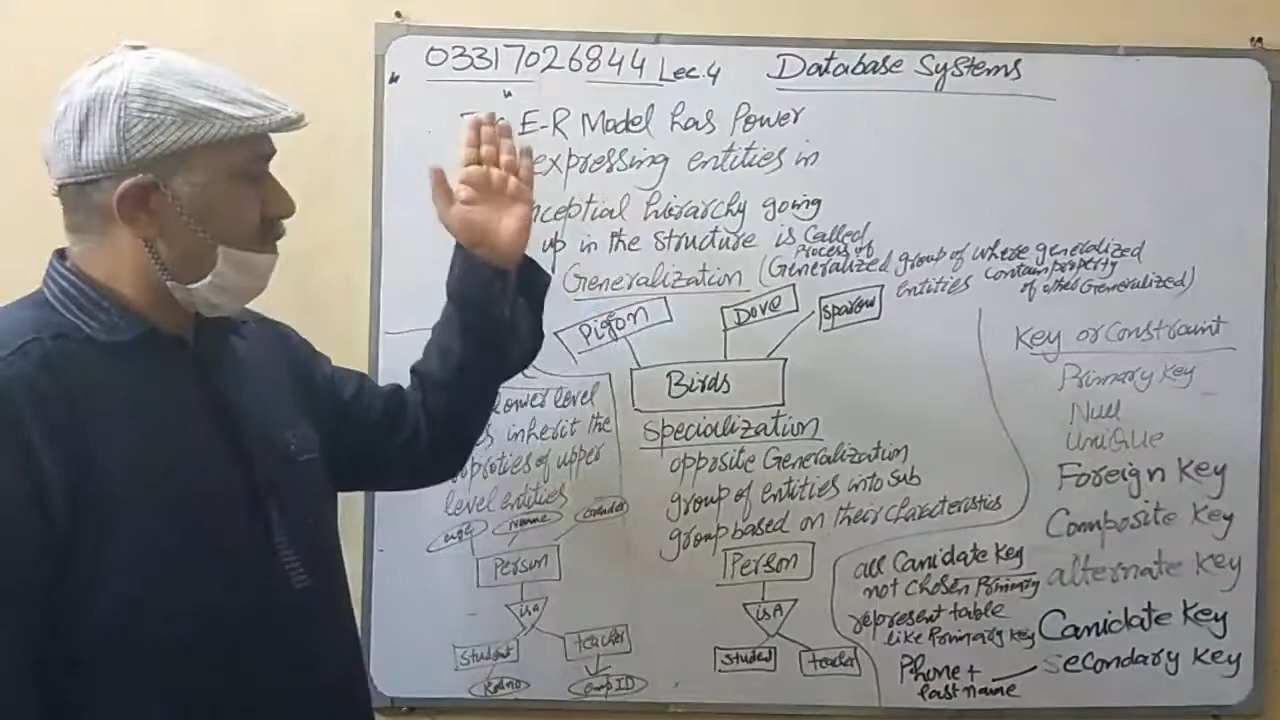 03317026844 Lec.4 Database Systems
E-R Model has Power
expressing entities in
nceptial hierarchy going
up in the structure is Called
Generalization (Generalized group of where generalized
Process of
entities contain property
of other Generalized)
Pigon
Dove
Sparow
Birds
lower level
inherit the
of upper
level entities
age
name
Gender
Person
isa
Student
teacher
Rollno
empID
Specialization
opposite Generalization
group of entities into Sub
group based on their characteristics
Person
isA
Student
teacher
Key or Constraint
Primary Key
Null
Unique
Foreign Key
Composite Key
alternate Key
Canidate Key
Secondary Key
all Canidate Key
not chosen Primary
represent table
like Primary Key
Phone +
last name